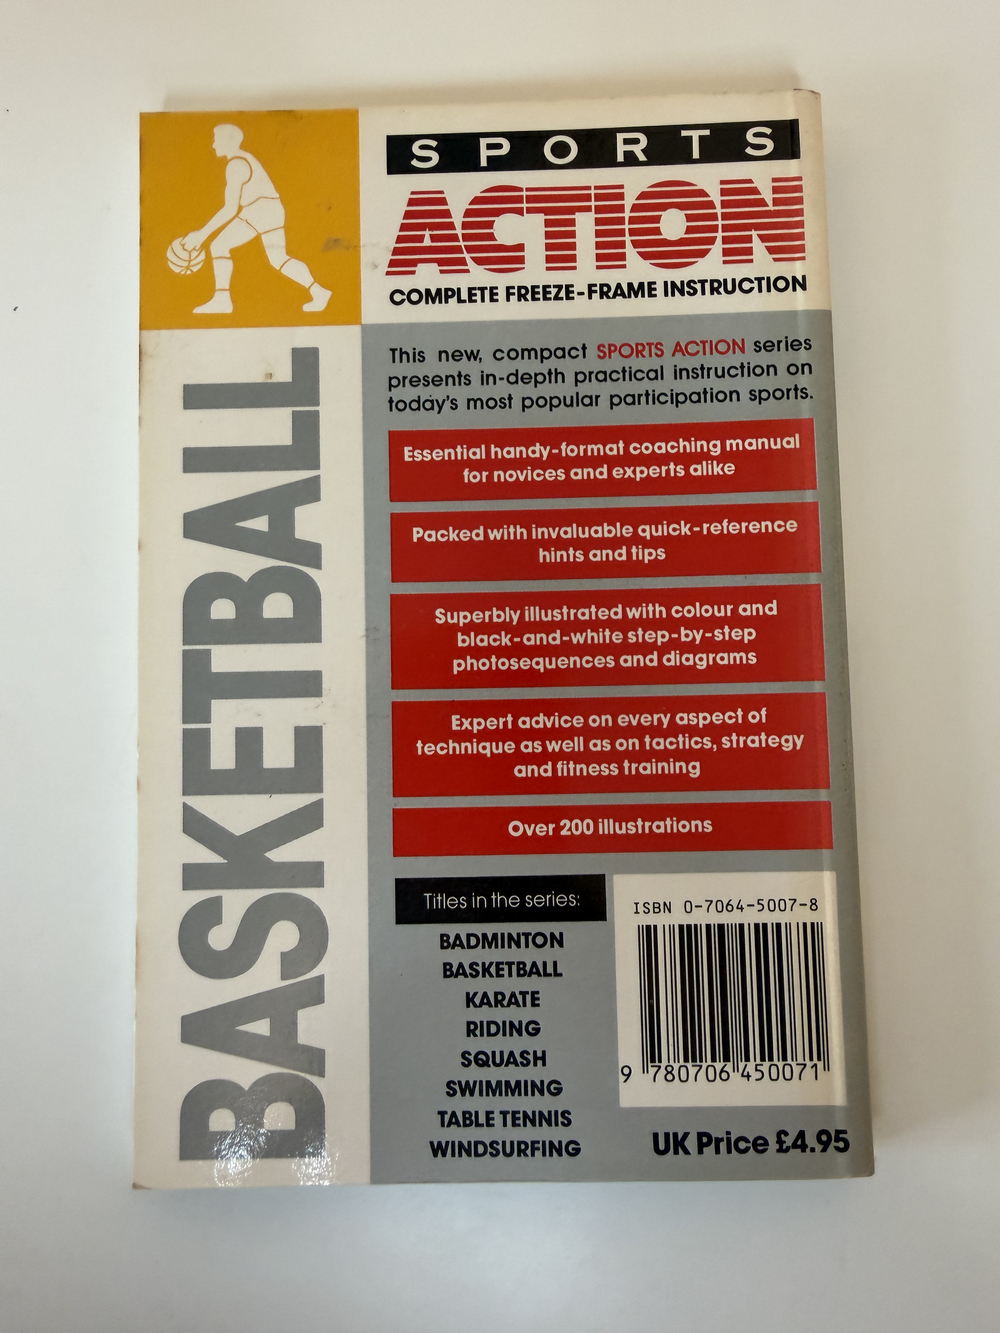 SPORTS
ACTION
COMPLETE FREEZE-FRAME INSTRUCTION
BASKETBALL
This new, compact SPORTS ACTION series
presents in-depth practical instruction on
today's most popular participation sports.
Essential handy-format coaching manual
for novices and experts alike
Packed with invaluable quick-reference
hints and tips
Superbly illustrated with colour and
black-and-white step-by-step
photosequences and diagrams
Expert advice on every aspect of
technique as well as on tactics, strategy
and fitness training
Over 200 illustrations
Titles in the series:
BADMINTON
BASKETBALL
KARATE
RIDING
SQUASH
SWIMMING
TABLE TENNIS
WINDSURFING
ISBN 0-7064-5007-8
9 780706 450071
UK Price £4.95